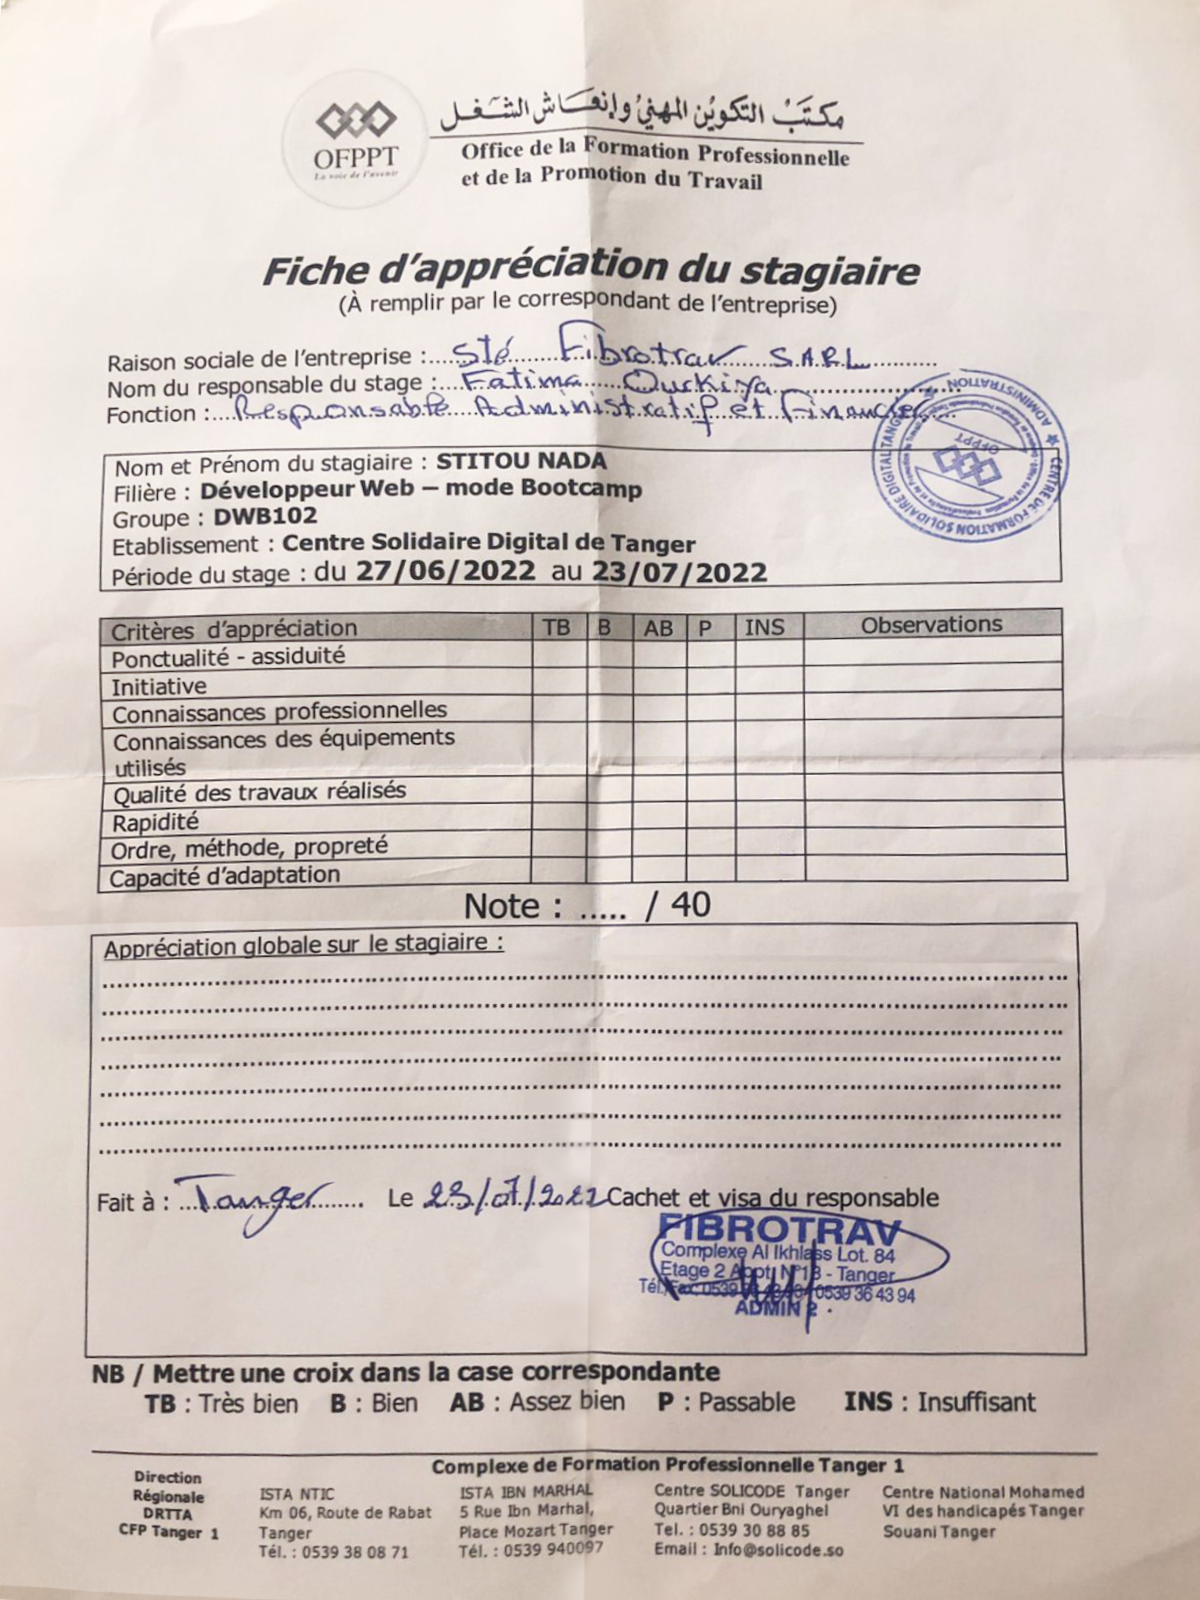 OFPPT
La voie de l'avenir
مكتب التكوين المهني وإنعاش الشغل
Office de la Formation Professionnelle
et de la Promotion du Travail
Fiche d'appréciation du stagiaire
(À remplir par le correspondant de l'entreprise)
Raison sociale de l'entreprise : Sté Fibrotrav S.A.R.L
Nom du responsable du stage : Fatima Ourkiya
Fonction : Responsable Administratif et Financier
Nom et Prénom du stagiaire : STITOU NADA
Filière : Développeur Web – mode Bootcamp
Groupe : DWB102
Etablissement : Centre Solidaire Digital de Tanger
Période du stage : du 27/06/2022 au 23/07/2022
CENTRE DE FORMATION SOLIDAIRE DIGITAL TANGER ★ ADMINISTRATION ★
OFPPT
Critères d'appréciation TB B AB P INS Observations
Ponctualité - assiduité
Initiative
Connaissances professionnelles
Connaissances des équipements
utilisés
Qualité des travaux réalisés
Rapidité
Ordre, méthode, propreté
Capacité d'adaptation
Note : ..... / 40
Appréciation globale sur le stagiaire :
Fait à : Tanger Le 23/07/2022 Cachet et visa du responsable
FIBROTRAV
Complexe Al Ikhlass Lot. 84
Etage 2 Appt N°13 - Tanger
Tél./Fax: 0539 0539 36 43 94
ADMIN 2
NB / Mettre une croix dans la case correspondante
TB : Très bien B : Bien AB : Assez bien P : Passable INS : Insuffisant
Complexe de Formation Professionnelle Tanger 1
Direction
Régionale
DRTTA
CFP Tanger 1
ISTA NTIC
Km 06, Route de Rabat
Tanger
Tél. : 0539 38 08 71
ISTA IBN MARHAL
5 Rue Ibn Marhal,
Place Mozart Tanger
Tél. : 0539 940097
Centre SOLICODE Tanger
Quartier Bni Ouryaghel
Tel. : 0539 30 88 85
Email : Info@solicode.so
Centre National Mohamed
VI des handicapés Tanger
Souani Tanger